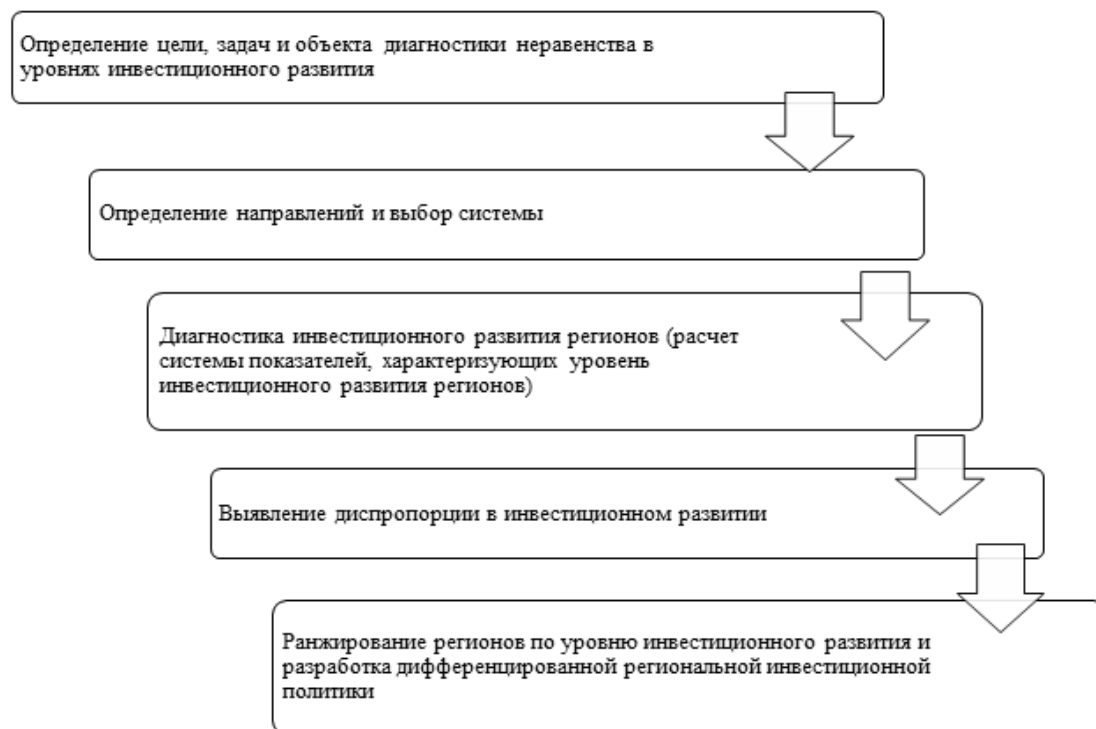 Определение цели, задач и объекта диагностики неравенства в
уровнях инвестиционного развития
Определение направлений и выбор системы
Диагностика инвестиционного развития регионов (расчет
системы показателей, характеризующих уровень
инвестиционного развития регионов)
Выявление диспропорции в инвестиционном развитии
Ранжирование регионов по уровню инвестиционного развития и
разработка дифференцированной региональной инвестиционной
политики